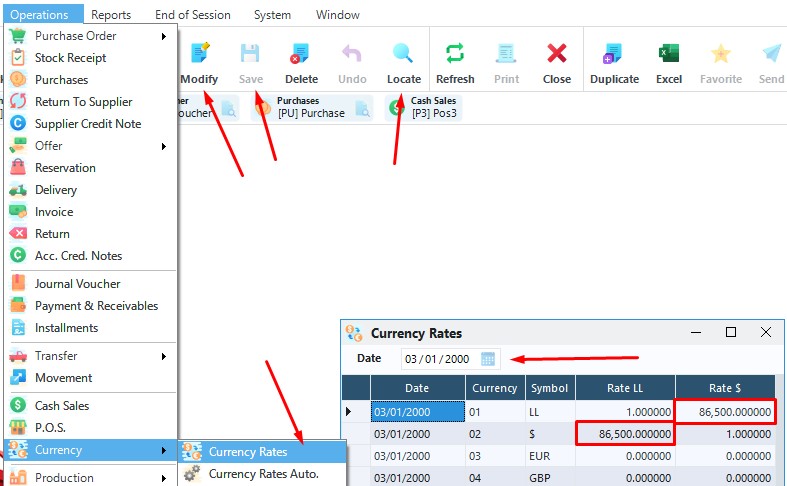 Operations Reports End of Session System Window
Purchase Order
Stock Receipt
Purchases
Return To Supplier
Supplier Credit Note
Offer
Reservation
Delivery
Invoice
Return
Acc. Cred. Notes
Journal Voucher
Payment & Receivables
Installments
Transfer
Movement
Cash Sales
P.O.S.
Currency
Production
Currency Rates
Currency Rates Auto.
Modify Save Delete Undo Locate Refresh Print Close Duplicate Excel Favorite Send
Purchases Cash Sales
[PU] Purchase [P3] Pos3
Currency Rates
Date 03 / 01 / 2000
Date Currency Symbol Rate LL Rate $
03/01/2000 01 LL 1.000000 86,500.000000
03/01/2000 02 $ 86,500.000000 1.000000
03/01/2000 03 EUR 0.000000 0.000000
03/01/2000 04 GBP 0.000000 0.000000